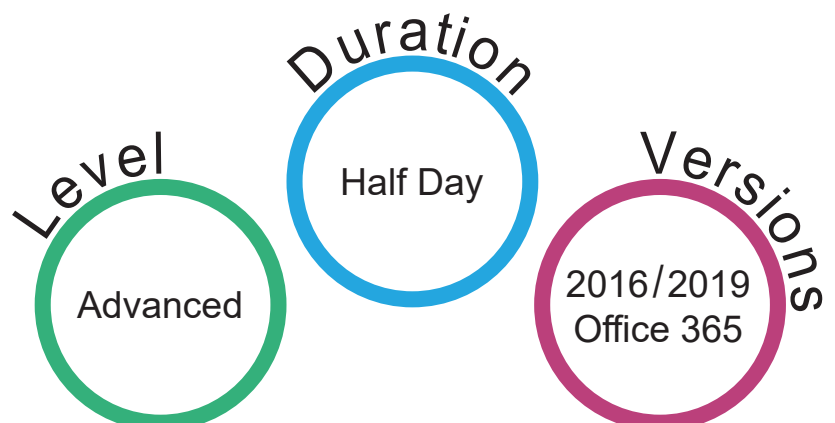 Level
Advanced
Duration
Half Day
Versions
2016/2019
Office 365